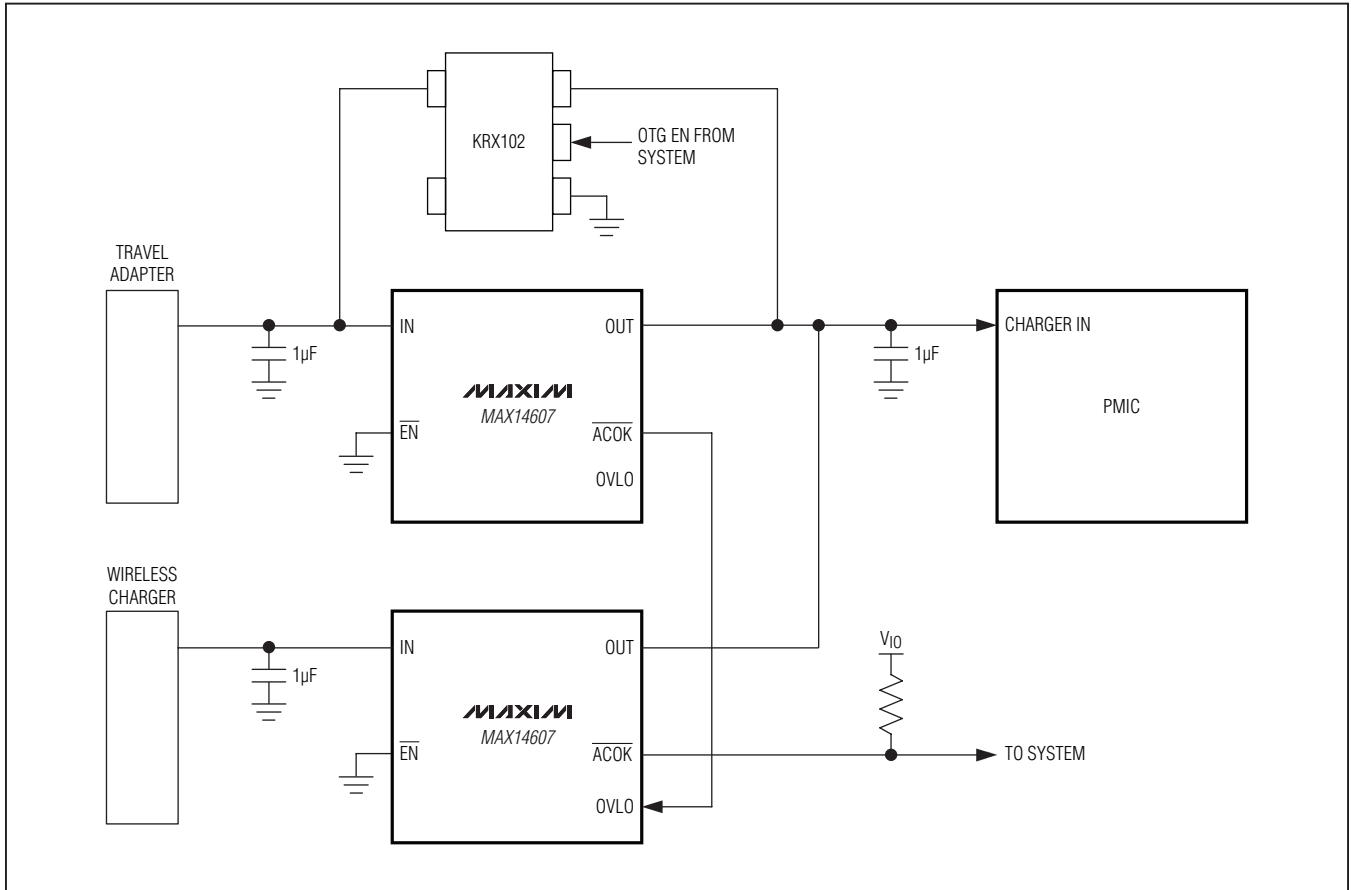 KRX102
OTG EN FROM
SYSTEM
TRAVEL
ADAPTER
IN
OUT
CHARGER IN
1µF
1µF
MAXIM
MAX14607
PMIC
EN
ACOK
OVLO
WIRELESS
CHARGER
IN
OUT
VIO
1µF
MAXIM
MAX14607
EN
ACOK
TO SYSTEM
OVLO